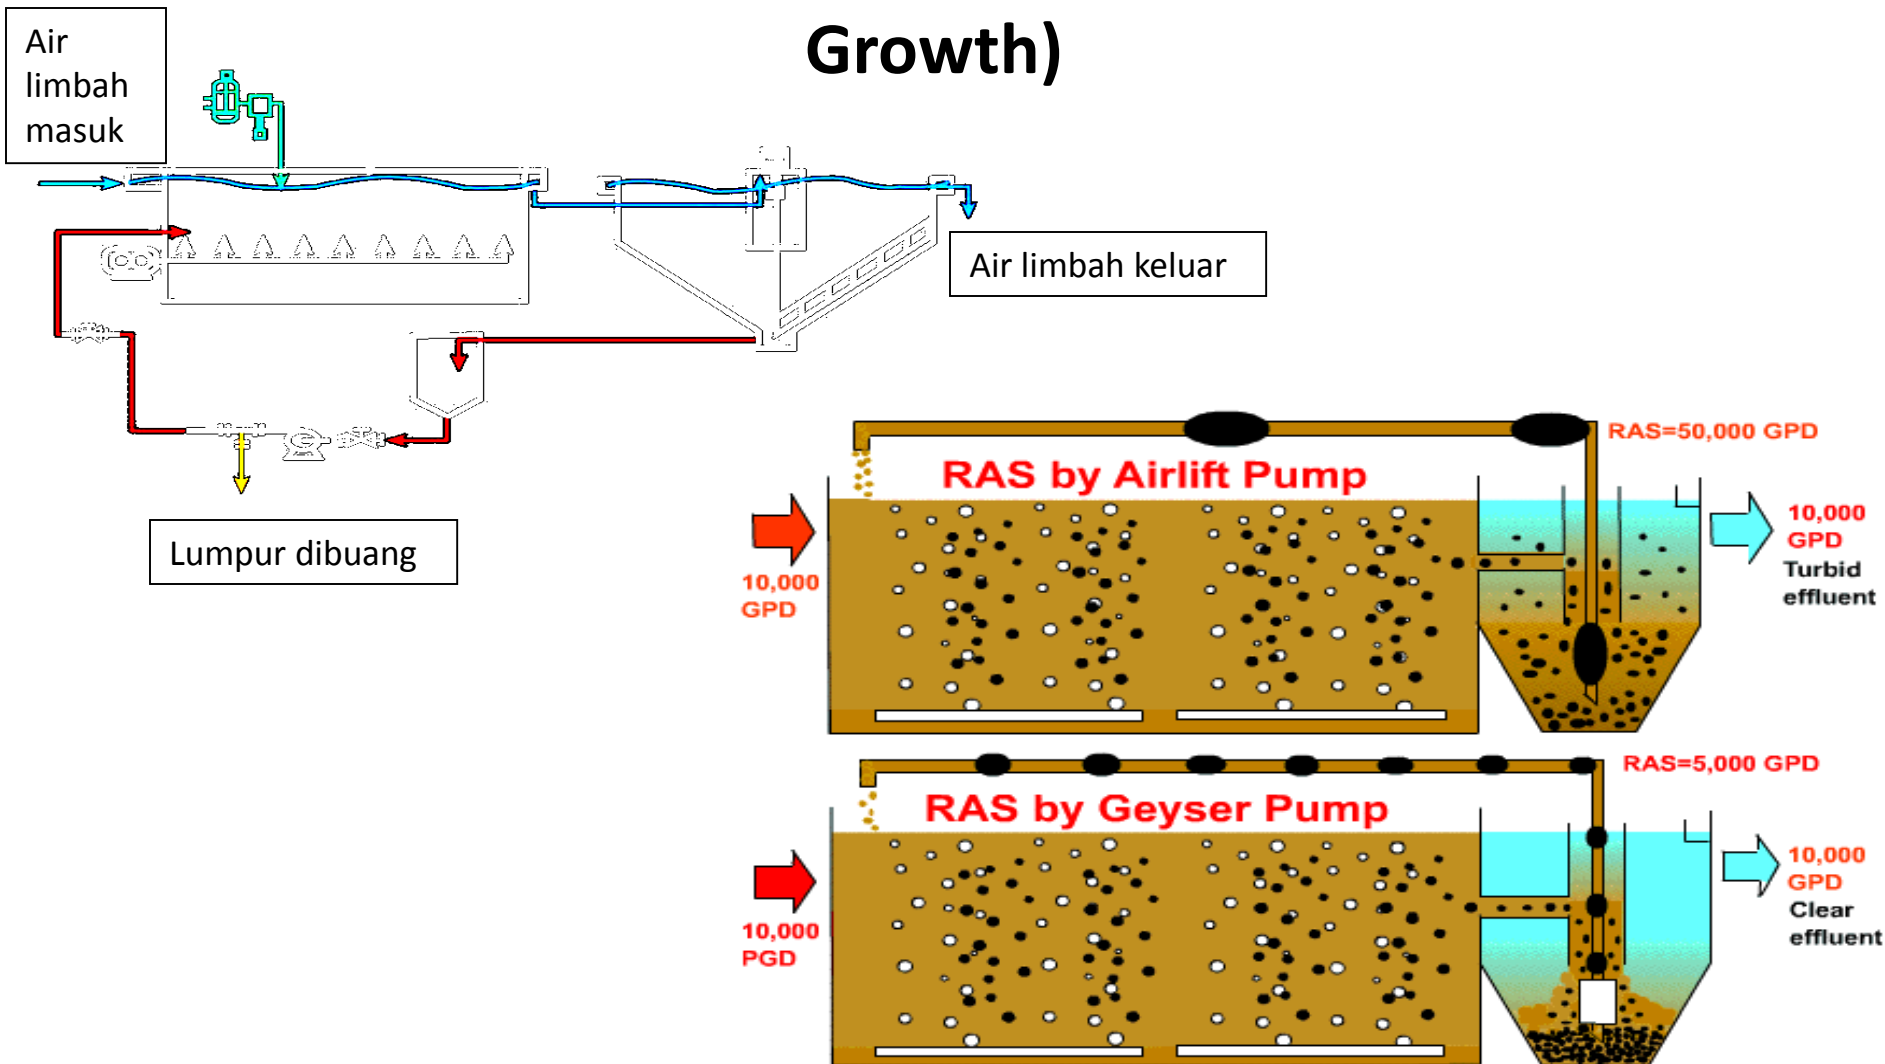 Growth)
Air
limbah
masuk
Air limbah keluar
Lumpur dibuang
RAS=50,000 GPD
RAS by Airlift Pump
10,000
GPD
10,000
GPD
Turbid
effluent
RAS=5,000 GPD
RAS by Geyser Pump
10,000
PGD
10,000
GPD
Clear
effluent